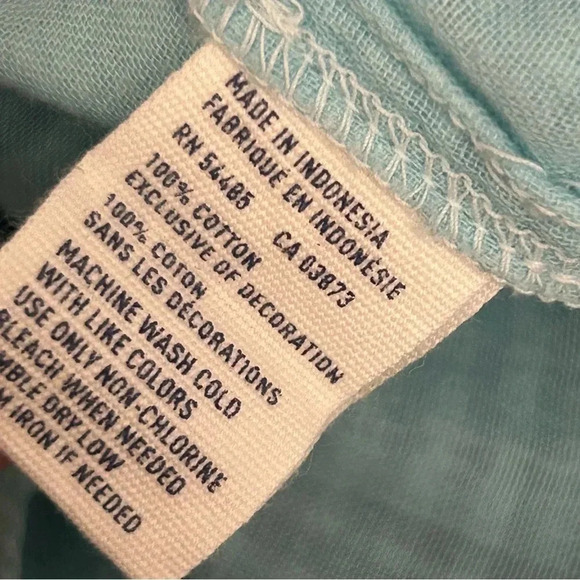 MADE IN INDONESIA
FABRIQUÉ EN INDONÉSIE
RN 54485 CA 03873
100% COTTON
EXCLUSIVE OF DECORATION
100% COTON
SANS LES DÉCORATIONS
MACHINE WASH COLD
WITH LIKE COLORS
USE ONLY NON-CHLORINE
BLEACH WHEN NEEDED
DRY LOW
IRON IF NEEDED